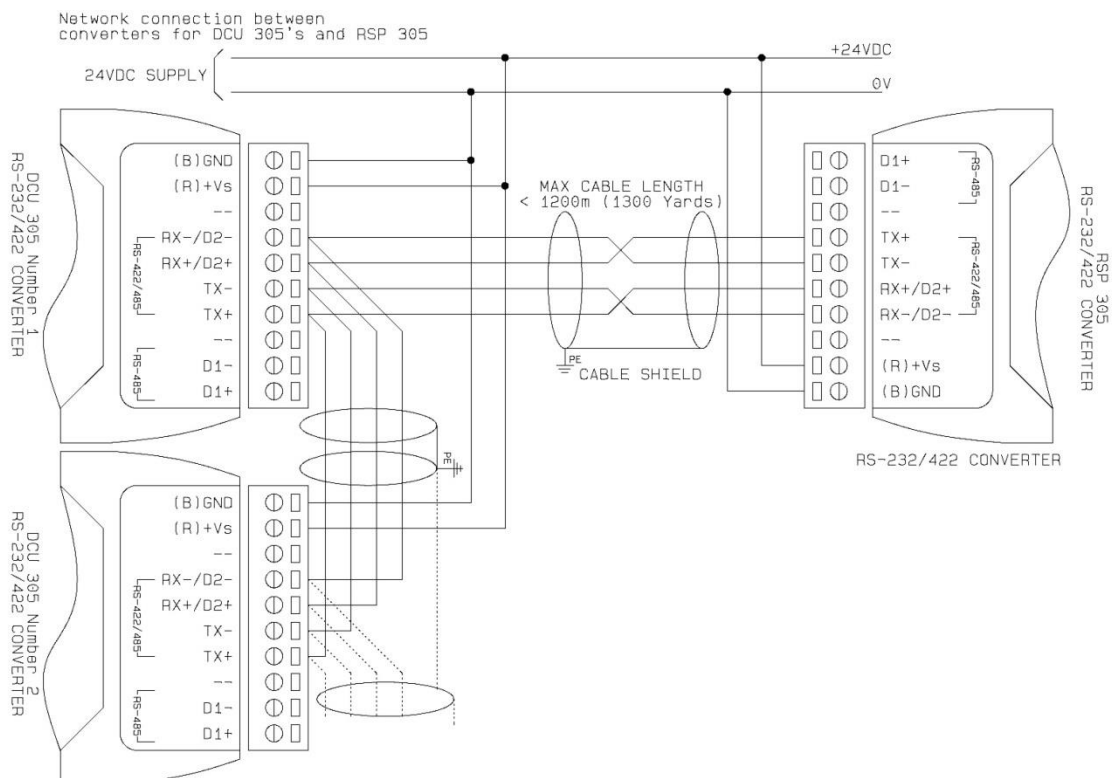 Network connection between
converters for DCU 305's and RSP 305
+24VDC
24VDC SUPPLY
0V
DCU 305 Number 1
RS-232/422 CONVERTER
(B)GND
(R)+Vs
--
RX-/D2-
RX+/D2+
TX-
TX+
--
D1-
D1+
RS-422/485
RS-485
MAX CABLE LENGTH
< 1200m (1300 Yards)
PE
CABLE SHIELD
D1+
D1-
--
TX+
TX-
RX+/D2+
RX-/D2-
--
(R)+Vs
(B)GND
RS-485
RS-422/485
RSP 305
RS-232/422 CONVERTER
RS-232/422 CONVERTER
PE
DCU 305 Number 2
RS-232/422 CONVERTER
(B)GND
(R)+Vs
--
RX-/D2-
RX+/D2+
TX-
TX+
--
D1-
D1+
RS-422/485
RS-485